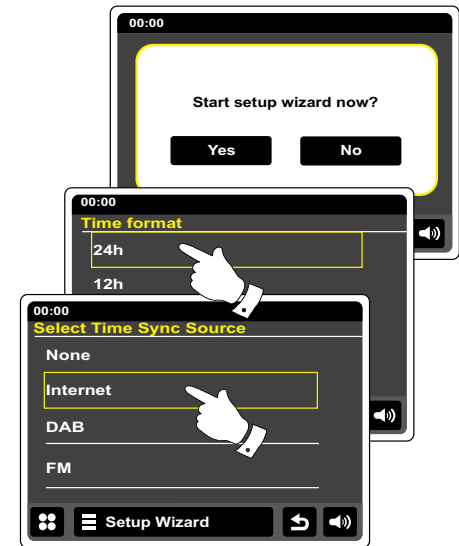 00:00
Start setup wizard now?
Yes No
00:00
Time format
24h
12h
00:00
Select Time Sync Source
None
Internet
DAB
FM
Setup Wizard